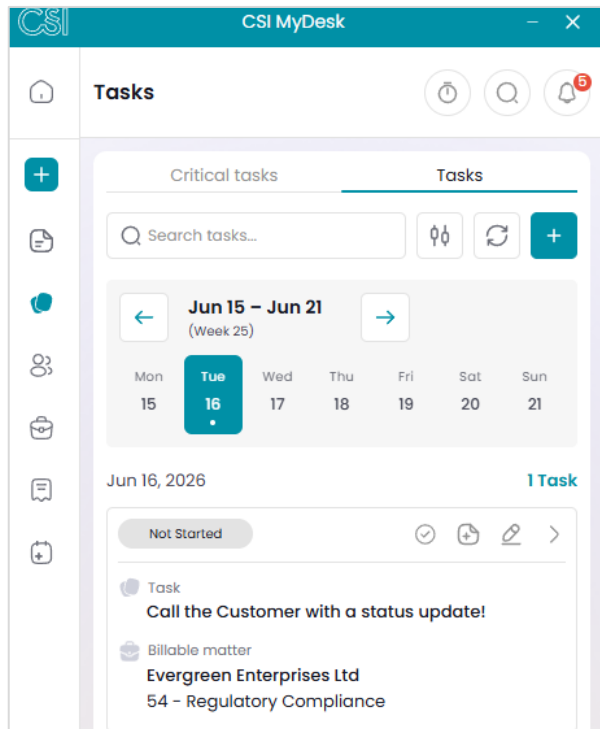 CSI
CSI MyDesk
Tasks
5
Critical tasks
Tasks
Search tasks...
Jun 15 – Jun 21
(Week 25)
Mon Tue Wed Thu Fri Sat Sun
15 16 17 18 19 20 21
Jun 16, 2026
1 Task
Not Started
Task
Call the Customer with a status update!
Billable matter
Evergreen Enterprises Ltd
54 - Regulatory Compliance